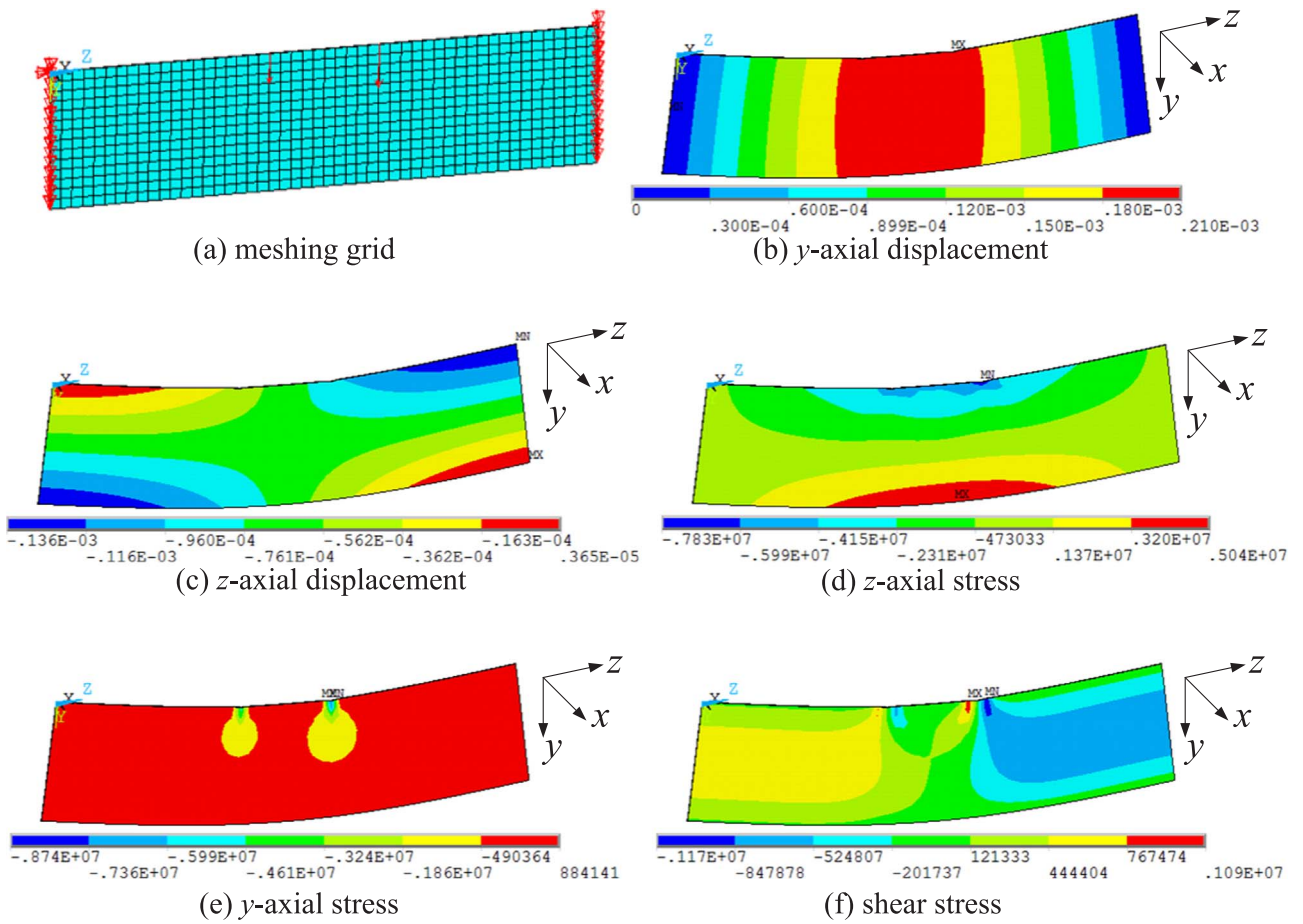 X Z
Y
(a) meshing grid
X Z
Y
MX
MN
z
x
y
0 .600E-04 .120E-03 .180E-03
.300E-04 .899E-04 .150E-03 .210E-03
(b) y-axial displacement
X Z
MN
MX
z
x
y
-.136E-03 -.960E-04 -.562E-04 -.163E-04
-.116E-03 -.761E-04 -.362E-04 .365E-05
(c) z-axial displacement
X Z
MN
MX
z
x
y
-.783E+07 -.415E+07 -473033 .320E+07
-.599E+07 -.231E+07 .137E+07 .504E+07
(d) z-axial stress
X Z
Y
MX MN
z
x
y
-.874E+07 -.599E+07 -.324E+07 -490364
-.736E+07 -.461E+07 -.186E+07 884141
(e) y-axial stress
X Z
MX MN
z
x
y
-.117E+07 -524807 121333 767474
-847878 -201737 444404 .109E+07
(f) shear stress